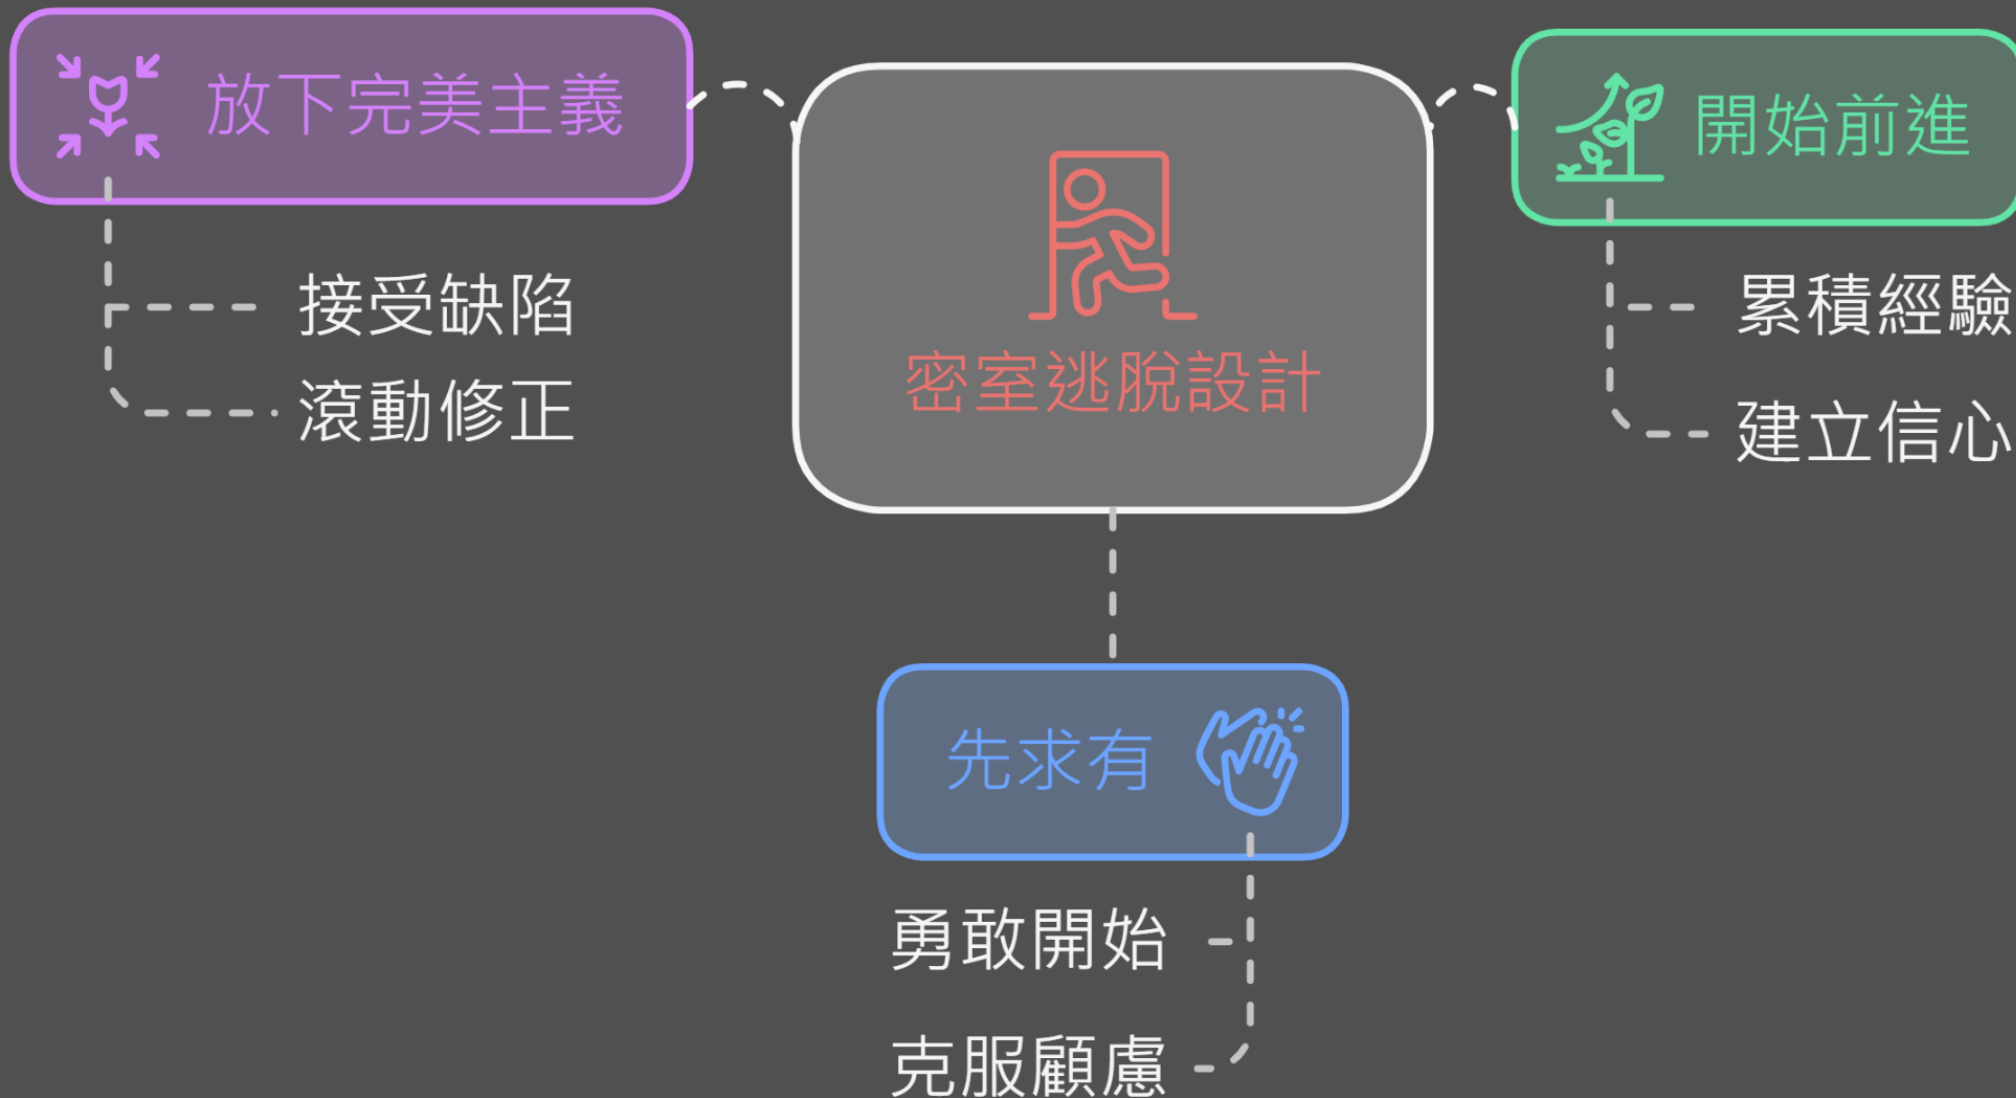 放下完美主義
接受缺陷
滾動修正
密室逃脫設計
開始前進
累積經驗
建立信心
先求有
勇敢開始
克服顧慮